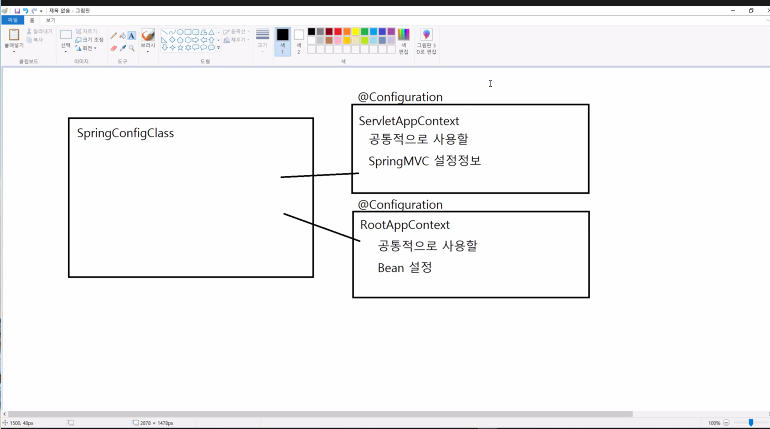 제목 없음 - 그림판
파일
홈
보기
붙여넣기
잘라내기
복사
선택
자르기
크기 조정
회전
브러시
윤곽선
채우기
크기
색
1
색
2
색
편집
그림판 3
D로 편집
클립보드
이미지
도구
도형
색
@Configuration
SpringConfigClass
ServletAppContext
공통적으로 사용할
SpringMVC 설정정보
@Configuration
RootAppContext
공통적으로 사용할
Bean 설정
1500, 48px
2878 × 1478px
100%